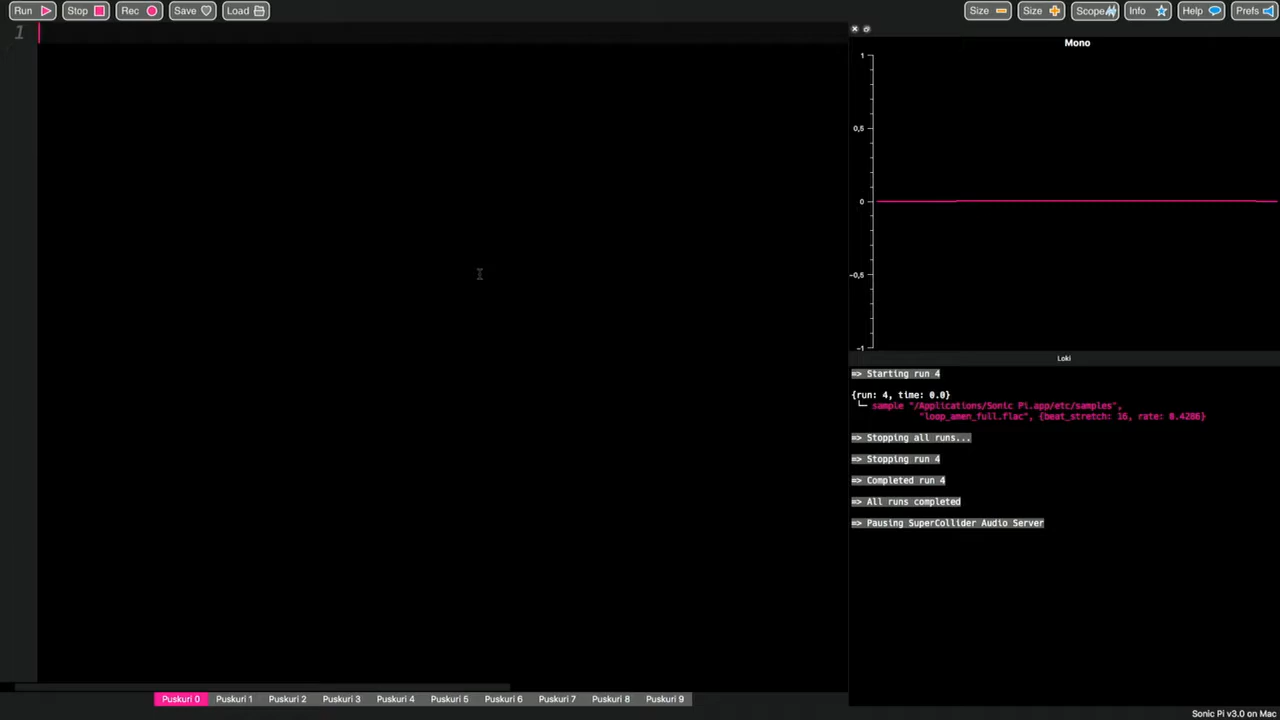 Run Stop Rec Save Load Size Size Scope Info Help Prefs
1
Mono
1
0,5
0
-0,5
-1
Loki
=> Starting run 4
{run: 4, time: 0.0}
└─ sample "/Applications/Sonic Pi.app/etc/samples",
"loop_amen_full.flac", {beat_stretch: 16, rate: 0.4286}
=> Stopping all runs...
=> Stopping run 4
=> Completed run 4
=> All runs completed
=> Pausing SuperCollider Audio Server
Puskuri 0 Puskuri 1 Puskuri 2 Puskuri 3 Puskuri 4 Puskuri 5 Puskuri 6 Puskuri 7 Puskuri 8 Puskuri 9
Sonic Pi v3.0 on Mac